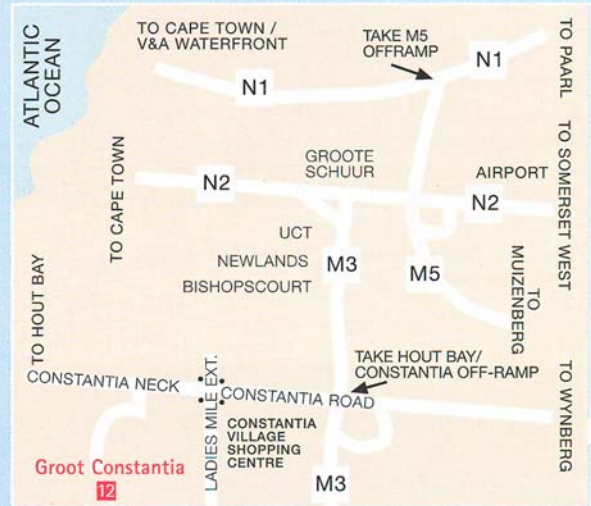 ATLANTIC
OCEAN
TO CAPE TOWN /
V&A WATERFRONT
TAKE M5
OFFRAMP
N1
N1
TO PAARL
TO CAPE TOWN
N2
GROOTE
SCHUUR
AIRPORT
N2
TO SOMERSET WEST
UCT
NEWLANDS
BISHOPSCOURT
M3
M5
TO
MUIZENBERG
TO HOUT BAY
CONSTANTIA NECK
LADIES MILE EXT.
CONSTANTIA ROAD
TAKE HOUT BAY/
CONSTANTIA OFF-RAMP
TO WYNBERG
CONSTANTIA
VILLAGE
SHOPPING
CENTRE
Groot Constantia
12
M3